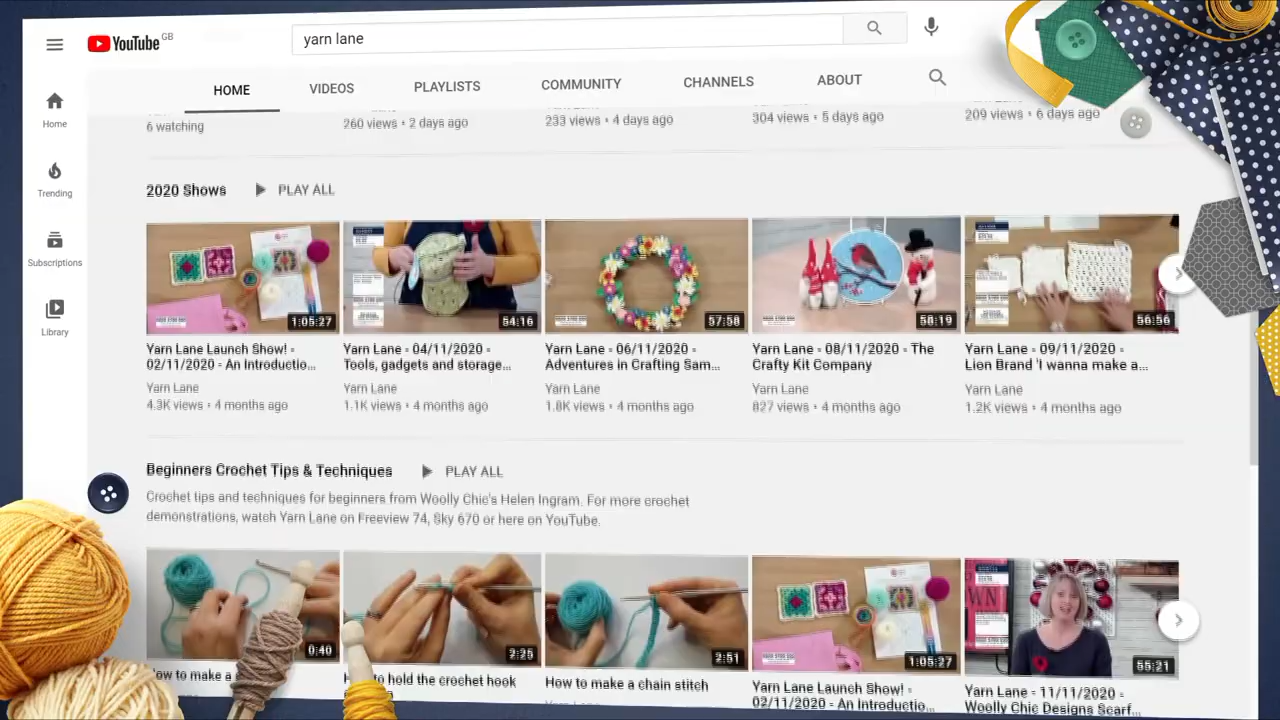 YouTube GB
yarn lane
HOME VIDEOS PLAYLISTS COMMUNITY CHANNELS ABOUT
Home
Trending
Subscriptions
Library
6 watching
260 views • 2 days ago
233 views • 4 days ago
304 views • 5 days ago
209 views • 6 days ago
2020 Shows PLAY ALL
1:05:27
54:16
57:58
58:19
56:56
Yarn Lane Launch Show! -
02/11/2020 - An Introductio...
Yarn Lane
4.3K views • 4 months ago
Yarn Lane - 04/11/2020 -
Tools, gadgets and storage...
Yarn Lane
1.1K views • 4 months ago
Yarn Lane - 06/11/2020 -
Adventures in Crafting Sam...
Yarn Lane
1.8K views • 4 months ago
Yarn Lane - 08/11/2020 - The
Crafty Kit Company
Yarn Lane
827 views • 4 months ago
Yarn Lane - 09/11/2020 -
Lion Brand 'I wanna make a...
Yarn Lane
1.2K views • 4 months ago
Beginners Crochet Tips & Techniques PLAY ALL
Crochet tips and techniques for beginners from Woolly Chic's Helen Ingram. For more crochet
demonstrations, watch Yarn Lane on Freeview 74, Sky 670 or here on YouTube.
0:40
2:25
2:51
1:05:27
55:21
How to make a
to hold the crochet hook
How to make a chain stitch
Yarn Lane Launch Show! -
02/11/2020 - An Introductio...
Yarn Lane - 11/11/2020 -
Woolly Chic Designs Scarf...